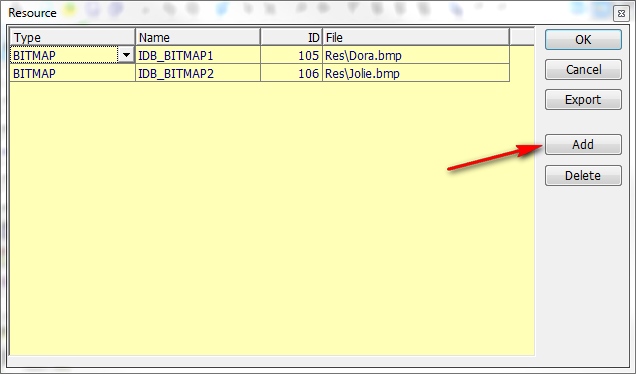 Resource
Type Name ID File
BITMAP IDB_BITMAP1 105 Res\Dora.bmp
BITMAP IDB_BITMAP2 106 Res\Jolie.bmp
OK
Cancel
Export
Add
Delete